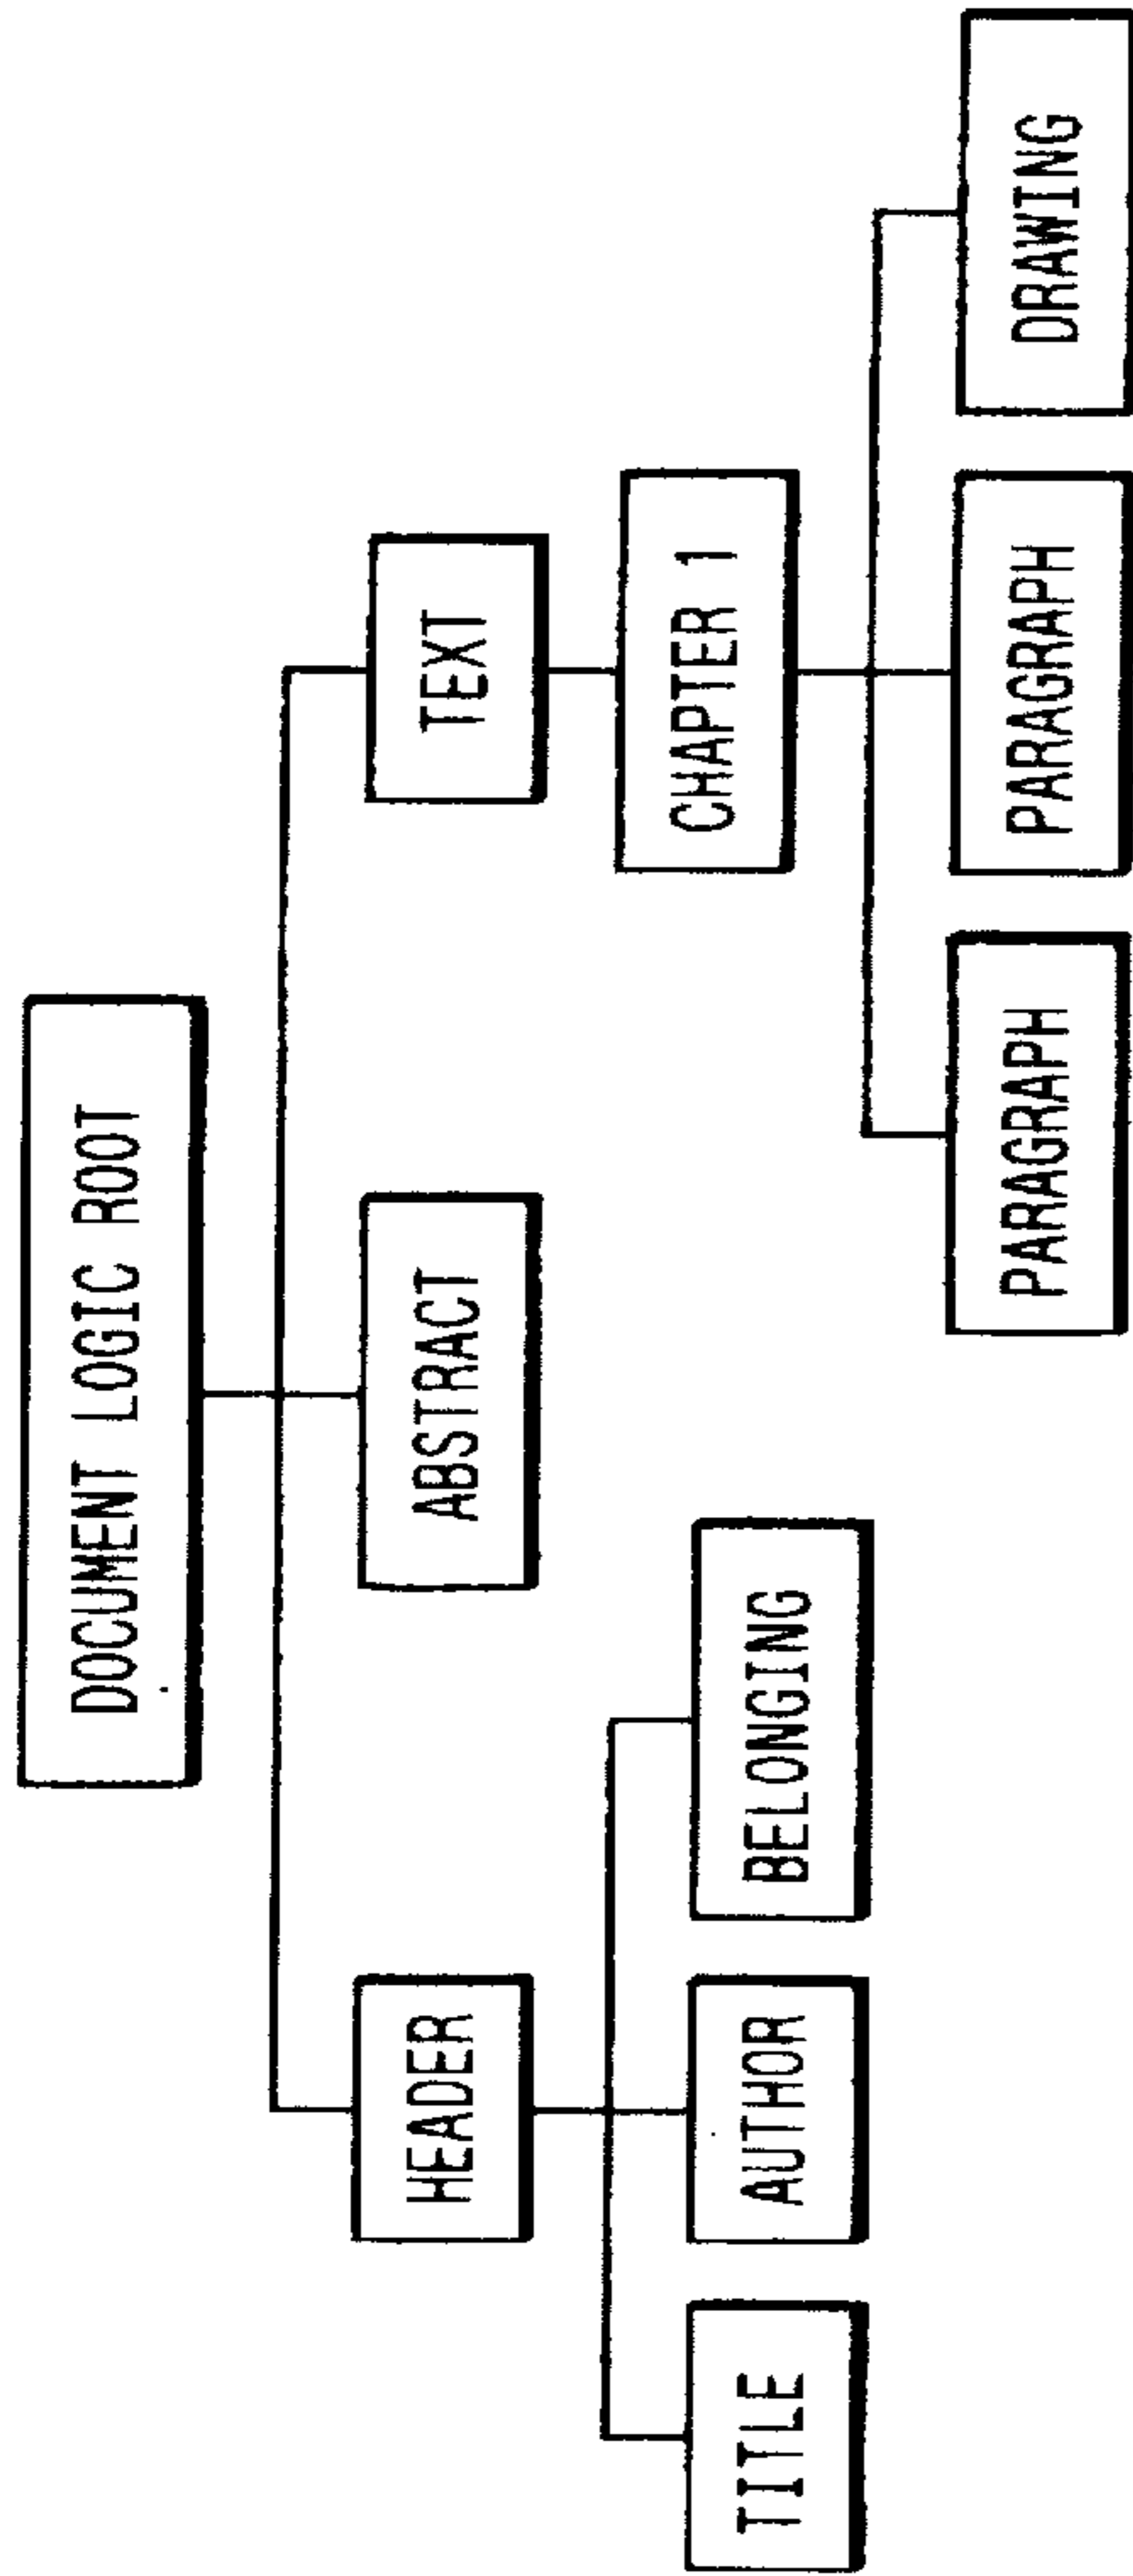 DOCUMENT LOGIC ROOT
HEADER
ABSTRACT
TEXT
TITLE
AUTHOR
BELONGING
CHAPTER 1
PARAGRAPH
PARAGRAPH
DRAWING